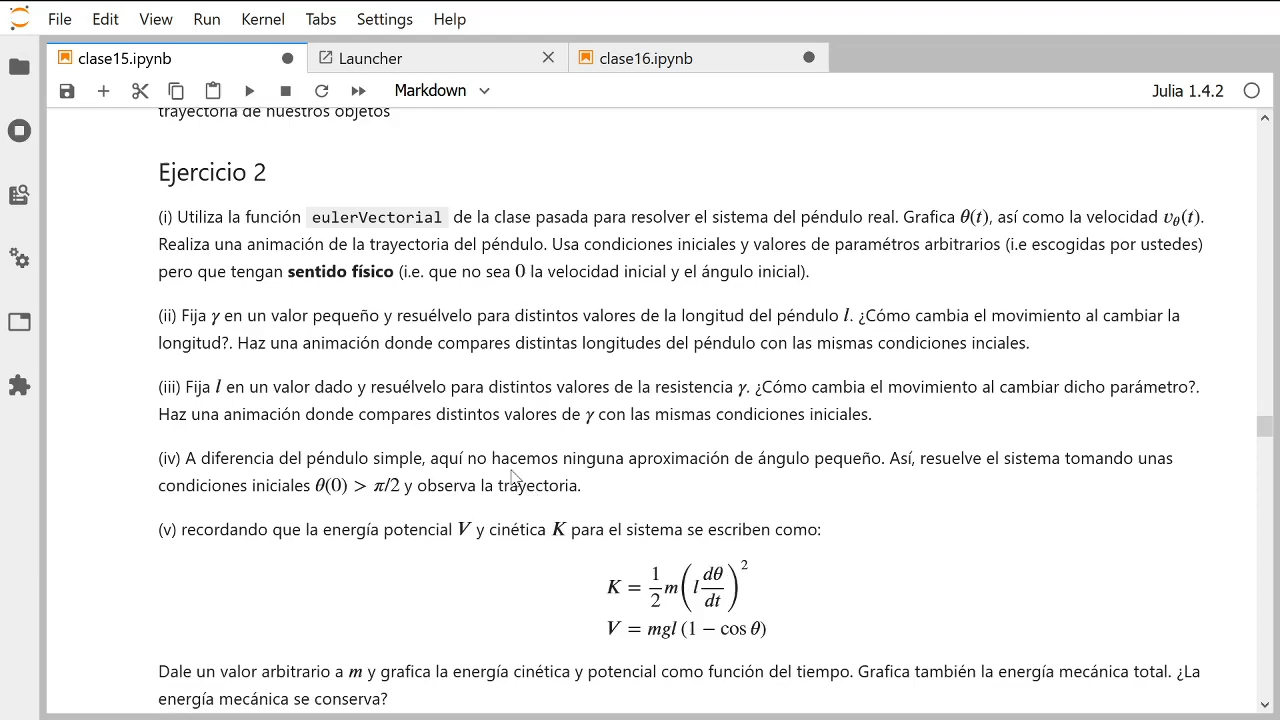 File Edit View Run Kernel Tabs Settings Help
clase15.ipynb Launcher clase16.ipynb
Markdown Julia 1.4.2
trayectoria de nuestros objetos
Ejercicio 2
(i) Utiliza la función eulerVectorial de la clase pasada para resolver el sistema del péndulo real. Grafica θ(t), así como la velocidad v_θ(t).
Realiza una animación de la trayectoria del péndulo. Usa condiciones iniciales y valores de paramétros arbitrarios (i.e escogidas por ustedes)
pero que tengan sentido físico (i.e. que no sea 0 la velocidad inicial y el ángulo inicial).
(ii) Fija γ en un valor pequeño y resuélvelo para distintos valores de la longitud del péndulo l. ¿Cómo cambia el movimiento al cambiar la
longitud?. Haz una animación donde compares distintas longitudes del péndulo con las mismas condiciones inciales.
(iii) Fija l en un valor dado y resuélvelo para distintos valores de la resistencia γ. ¿Cómo cambia el movimiento al cambiar dicho parámetro?.
Haz una animación donde compares distintos valores de γ con las mismas condiciones iniciales.
(iv) A diferencia del péndulo simple, aquí no hacemos ninguna aproximación de ángulo pequeño. Así, resuelve el sistema tomando unas
condiciones iniciales θ(0) > π/2 y observa la trayectoria.
(v) recordando que la energía potencial V y cinética K para el sistema se escriben como:
K = 1/2 m (l dθ/dt)^2
V = mgl (1 − cos θ)
Dale un valor arbitrario a m y grafica la energía cinética y potencial como función del tiempo. Grafica también la energía mecánica total. ¿La
energía mecánica se conserva?